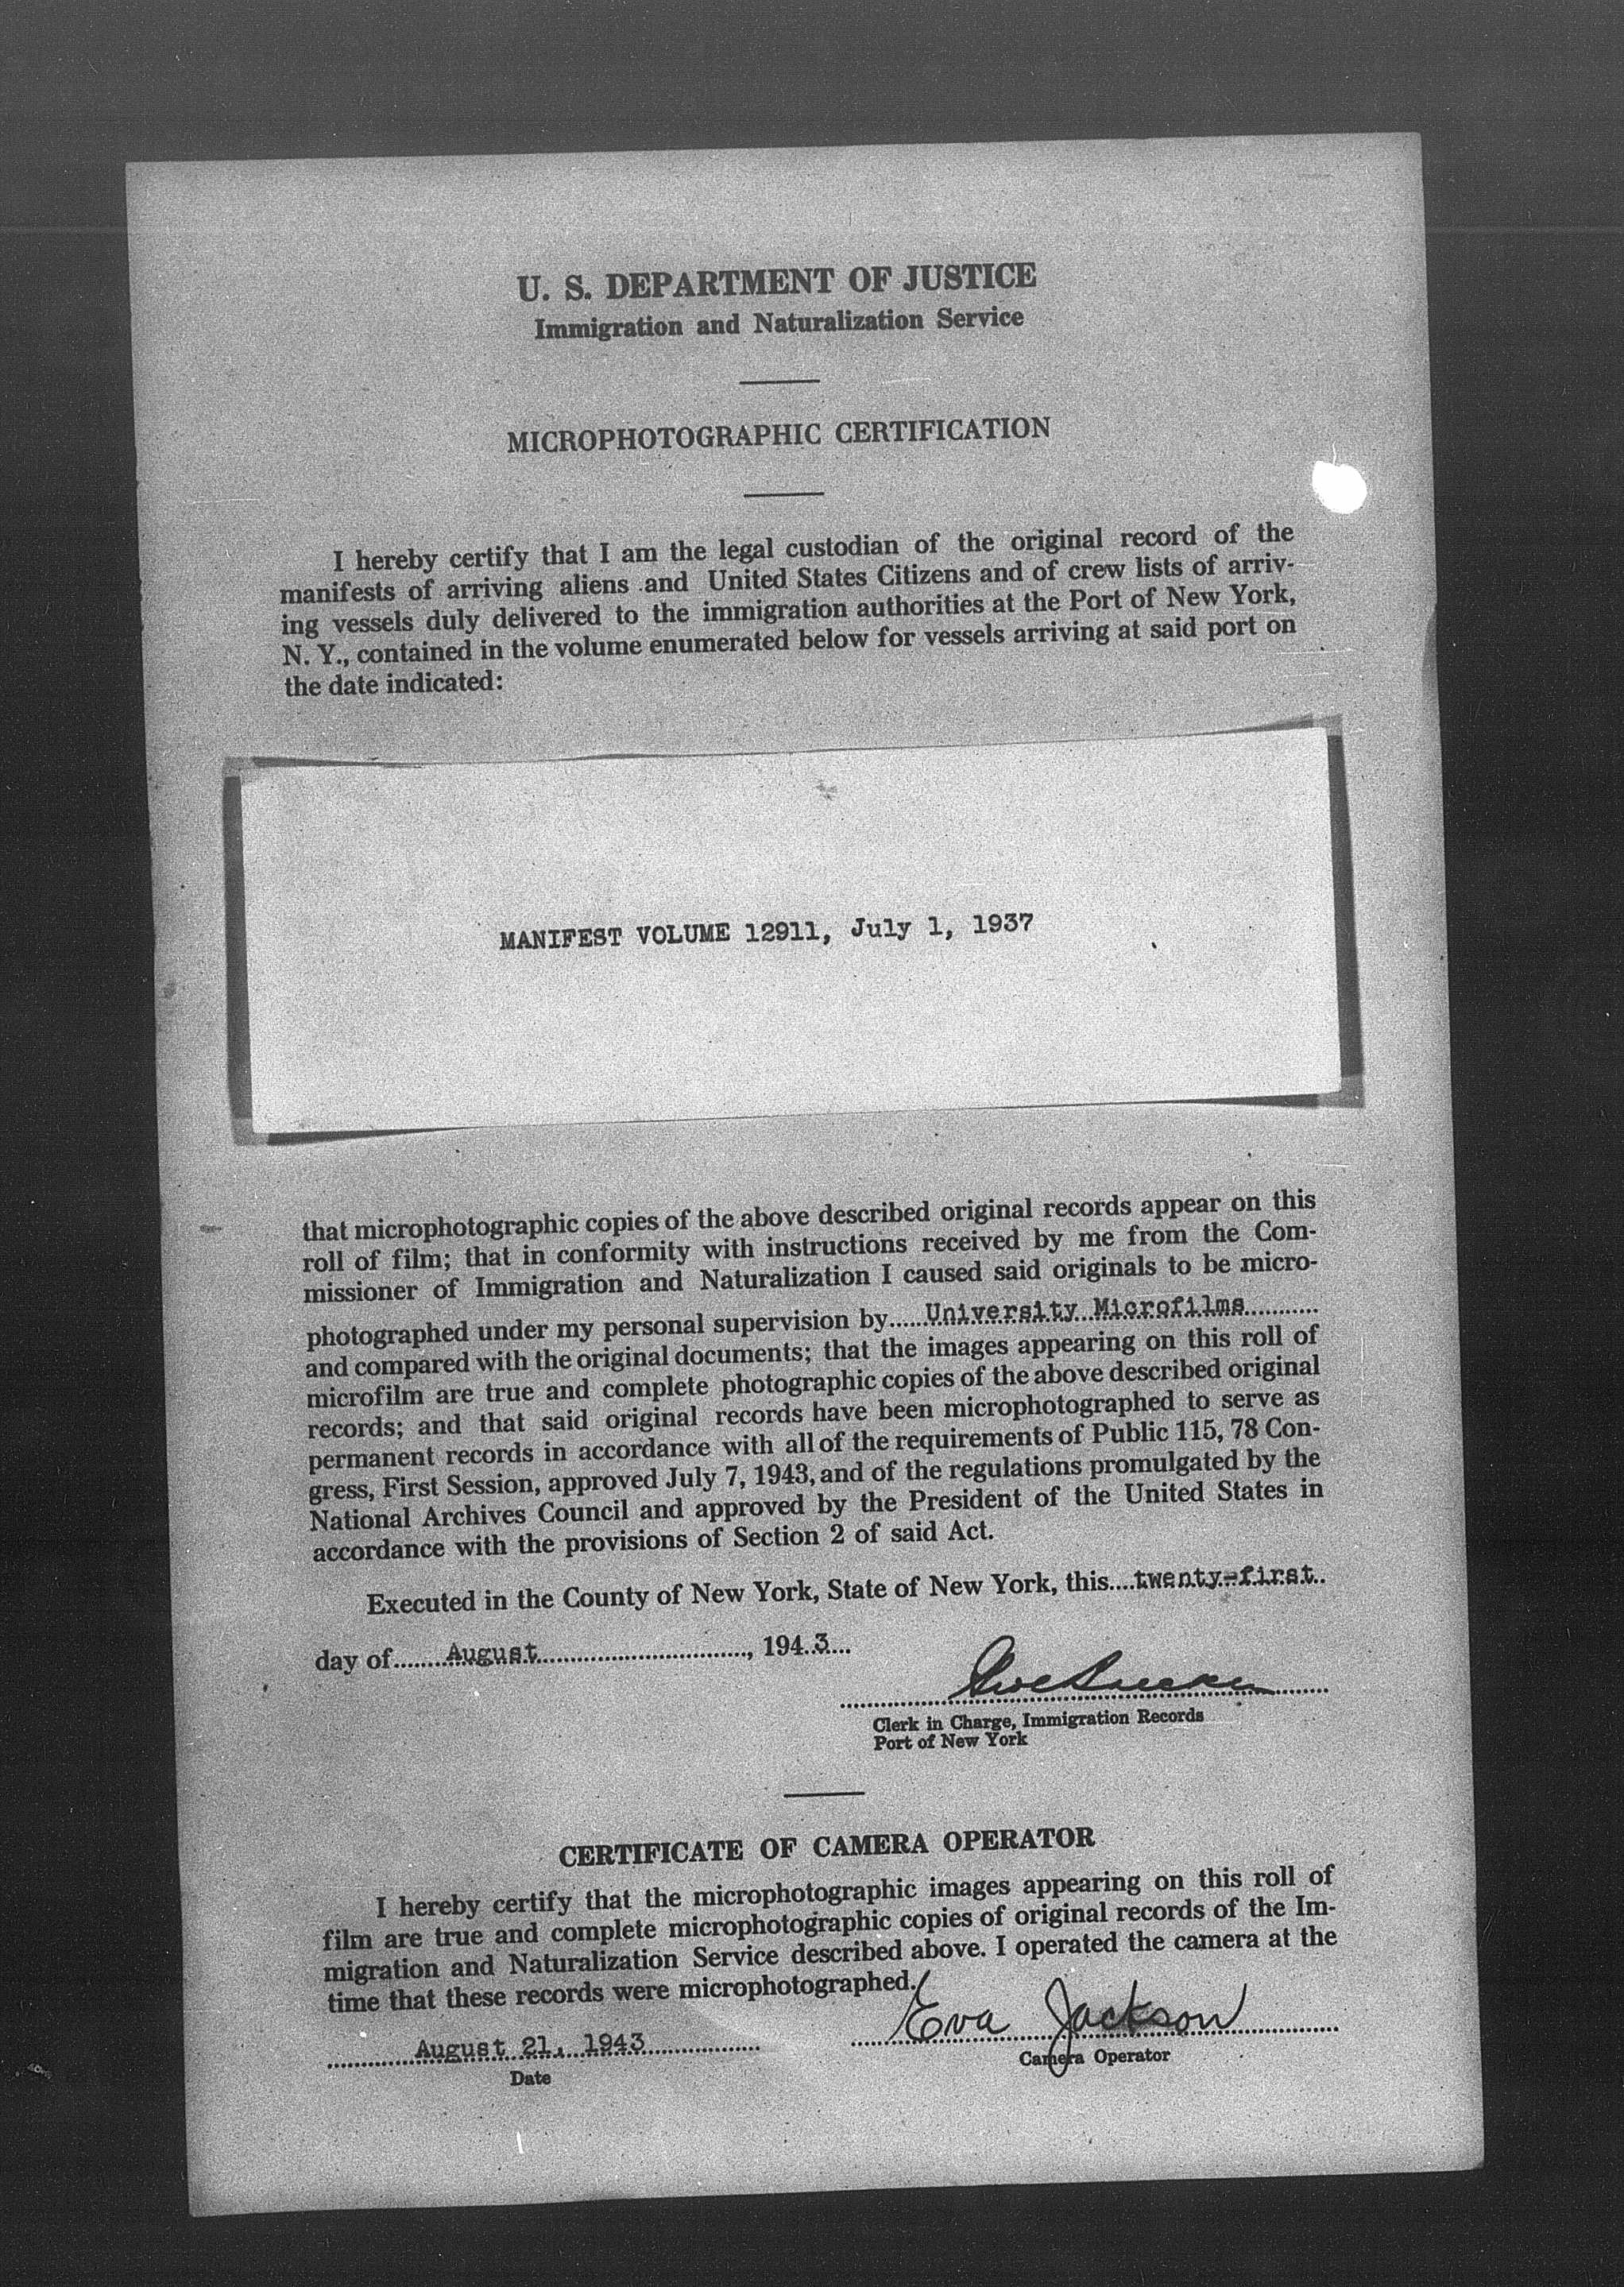 U. S. DEPARTMENT OF JUSTICE
Immigration and Naturalization Service
MICROPHOTOGRAPHIC CERTIFICATION
I hereby certify that I am the legal custodian of the original record of the
manifests of arriving aliens and United States Citizens and of crew lists of arriv-
ing vessels duly delivered to the immigration authorities at the Port of New York,
N. Y., contained in the volume enumerated below for vessels arriving at said port on
the date indicated:
MANIFEST VOLUME 12911, July 1, 1937
that microphotographic copies of the above described original records appear on this
roll of film; that in conformity with instructions received by me from the Com-
missioner of Immigration and Naturalization I caused said originals to be micro-
photographed under my personal supervision by......University Microfilms...........
and compared with the original documents; that the images appearing on this roll of
microfilm are true and complete photographic copies of the above described original
records; and that said original records have been microphotographed to serve as
permanent records in accordance with all of the requirements of Public 115, 78 Con-
gress, First Session, approved July 7, 1943, and of the regulations promulgated by the
National Archives Council and approved by the President of the United States in
accordance with the provisions of Section 2 of said Act.
Executed in the County of New York, State of New York, this....twenty-first..
day of........August..............................., 194..3...
Clerk in Charge, Immigration Records
Port of New York
CERTIFICATE OF CAMERA OPERATOR
I hereby certify that the microphotographic images appearing on this roll of
film are true and complete microphotographic copies of original records of the Im-
migration and Naturalization Service described above. I operated the camera at the
time that these records were microphotographed.
August 21, 1943 Eva Jackson
Date Camera Operator